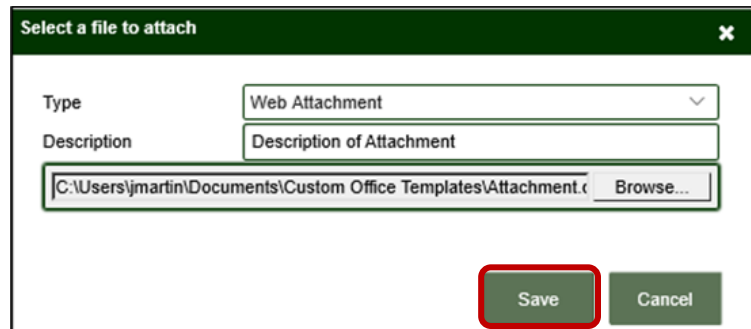 Select a file to attach
Type Web Attachment
Description Description of Attachment
C:\Users\jmartin\Documents\Custom Office Templates\Attachment. Browse...
Save Cancel